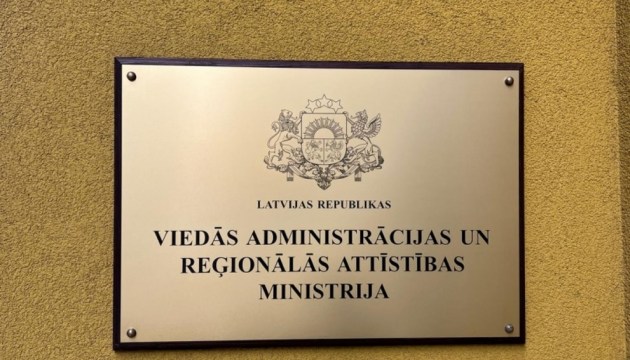 LATVIJAS REPUBLIKAS
VIEDĀS ADMINISTRĀCIJAS UN
REĢIONĀLĀS ATTĪSTĪBAS
MINISTRIJA